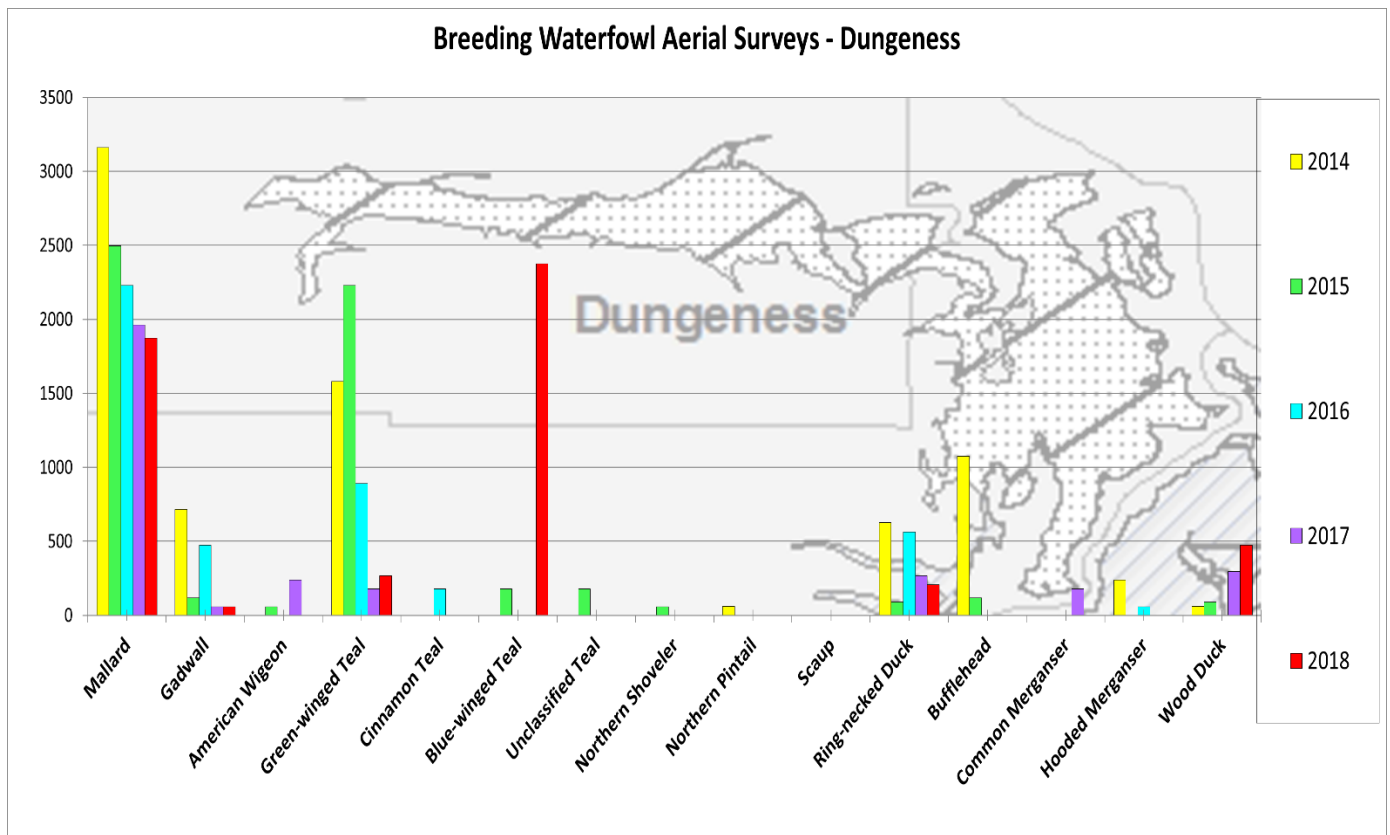 Breeding Waterfowl Aerial Surveys - Dungeness
3500
3000
2500
2000
1500
1000
500
0
Dungeness
Mallard
Gadwall
American Wigeon
Green-winged Teal
Cinnamon Teal
Blue-winged Teal
Unclassified Teal
Northern Shoveler
Northern Pintail
Scaup
Ring-necked Duck
Bufflehead
Common Merganser
Hooded Merganser
Wood Duck
2014
2015
2016
2017
2018